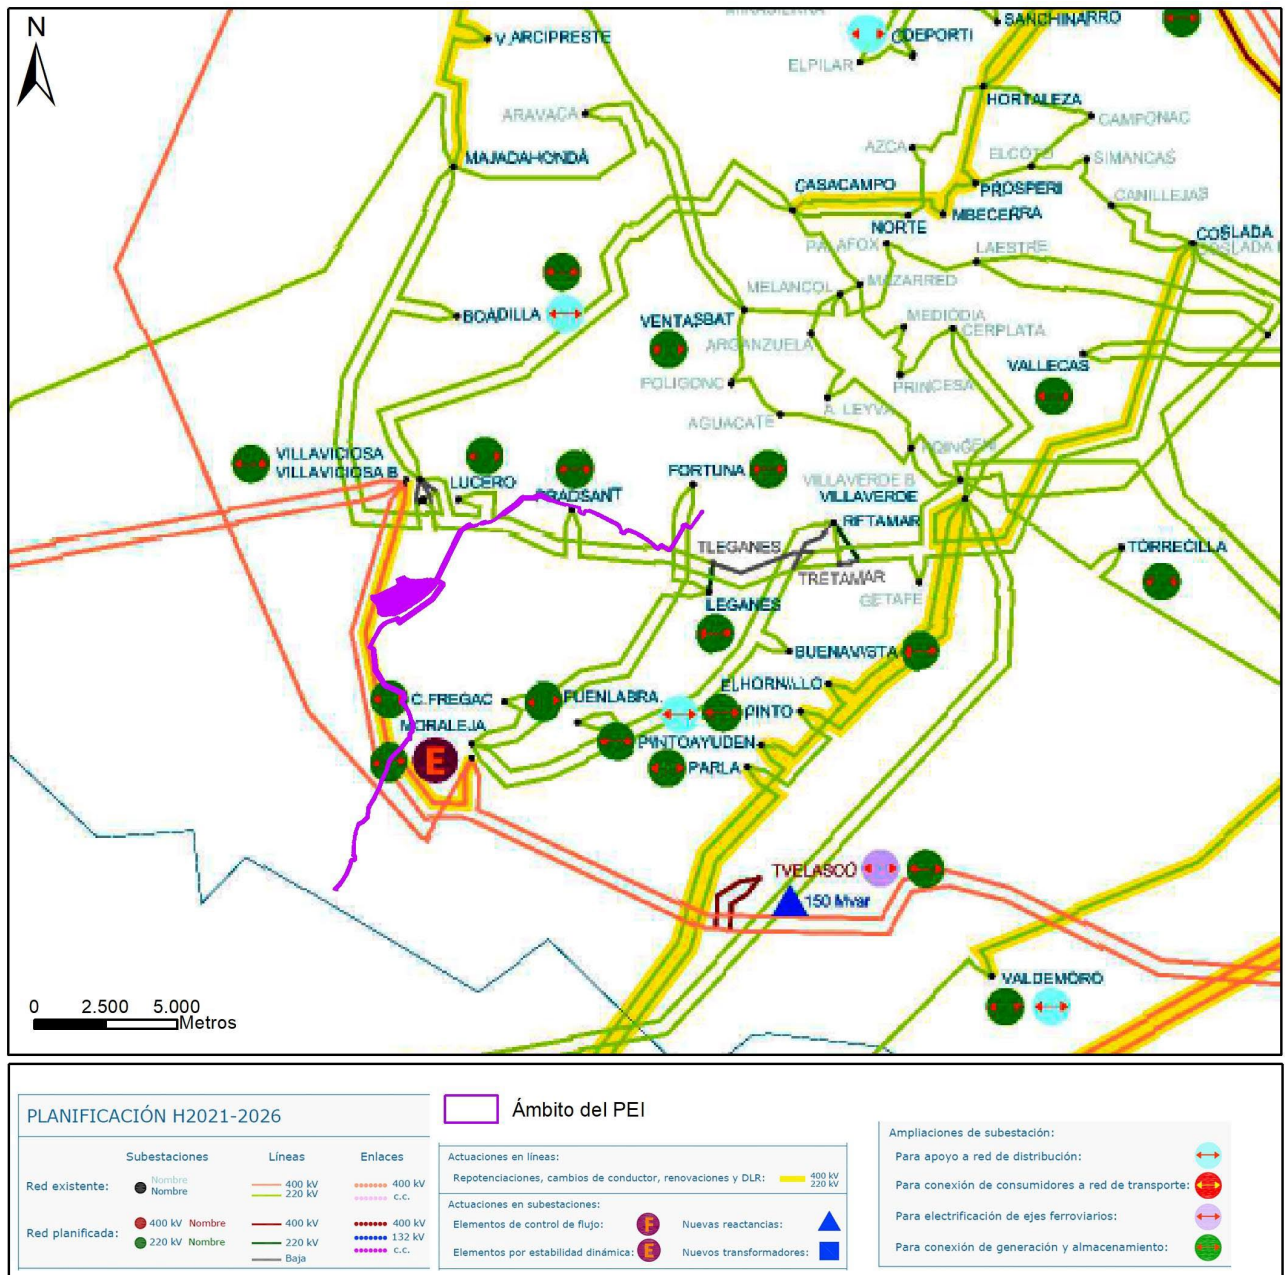 N
SANCHINARRO
V.ARCIPRESTE
DEPORTI
ELPILAR
HORTALEZA
ARAVACA
CAMPONAC
AZCA
MAJADAHONDA
ELCOTO
SIMANCAS
CASACAMPO
PROSPERI
CANILLEJAS
NORTE
MBECERRA
PALAFOX
LAESTRE
COSLADA
MELANCOL
MAZARRED
BOADILLA
VENTASBAT
MEDIODIA
CERPLATA
ARGANZUELA
VALLECAS
POLIGONC
PRINCESA
AGUACATE
A. LEYVA
VILLAVICIOSA
VILLAVICIOSA B
LUCERO
PRADSANT
FORTUNA
VILLAVERDE B
VILLAVERDE
RETAMAR
TLEGANES
TRETAMAR
TORRECILLA
GETAFE
LEGANES
BUENAVISTA
C.FREGAC
FUENLABRA.
ELHORNILLO
PINTO
MORALEJA
E
PINTOAYUDEN
PARLA
TVELASCO
150 Mvar
VALDEMORO
0 2.500 5.000
Metros
PLANIFICACIÓN H2021-2026
Subestaciones Líneas Enlaces
Red existente:
Nombre
Nombre
400 kV
220 kV
400 kV
c.c.
Red planificada:
400 kV Nombre
220 kV Nombre
400 kV
220 kV
Baja
400 kV
132 kV
c.c.
Ámbito del PEI
Actuaciones en líneas:
Repotenciaciones, cambios de conductor, renovaciones y DLR:
400 kV
220 kV
Actuaciones en subestaciones:
Elementos de control de flujo: F Nuevas reactancias:
Elementos por estabilidad dinámica: E Nuevos transformadores:
Ampliaciones de subestación:
Para apoyo a red de distribución:
Para conexión de consumidores a red de transporte:
Para electrificación de ejes ferroviarios:
Para conexión de generación y almacenamiento: